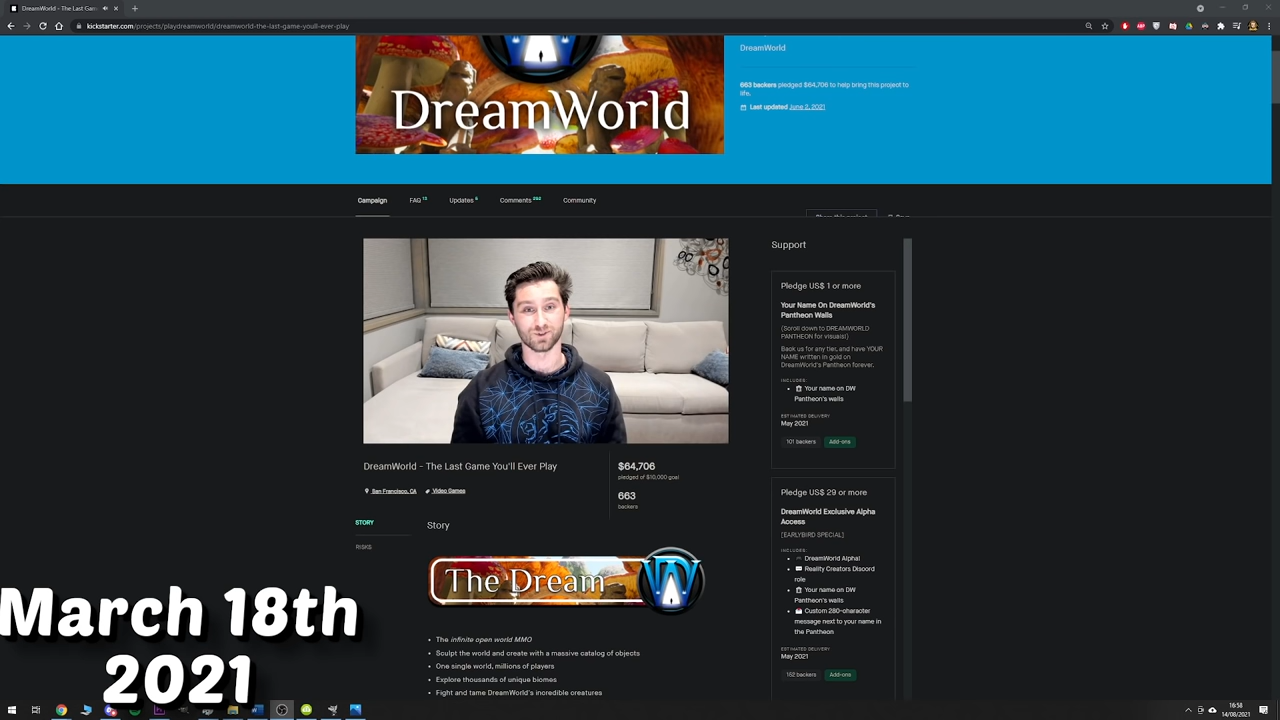 DreamWorld - The Last Gam
kickstarter.com/projects/playdreamworld/dreamworld-the-last-game-youll-ever-play
DreamWorld
DreamWorld
663 backers pledged $64,706 to help bring this project to
life.
Last updated June 2, 2021
Campaign
FAQ
Updates
Comments
Community
Share this project
DreamWorld - The Last Game You'll Ever Play
San Francisco, CA
Video Games
$64,706
pledged of $10,000 goal
663
backers
STORY
RISKS
Story
The Dream
W
The infinite open world MMO
Sculpt the world and create with a massive catalog of objects
One single world, millions of players
Explore thousands of unique biomes
Fight and tame DreamWorld's incredible creatures
Support
Pledge US$ 1 or more
Your Name On DreamWorld's
Pantheon Walls
(Scroll down to DREAMWORLD
PANTHEON for visuals!)
Back us for any tier, and have YOUR
NAME written in gold on
DreamWorld's Pantheon forever.
INCLUDES:
Your name on DW
Pantheon's walls
ESTIMATED DELIVERY
May 2021
101 backers
Add-ons
Pledge US$ 29 or more
DreamWorld Exclusive Alpha
Access
[EARLYBIRD SPECIAL]
INCLUDES:
DreamWorld Alpha!
Reality Creators Discord
role
Your name on DW
Pantheon's walls
Custom 280-character
message next to your name in
the Pantheon
ESTIMATED DELIVERY
May 2021
152 backers
Add-ons
March 18th
2021
16:58
14/08/2021